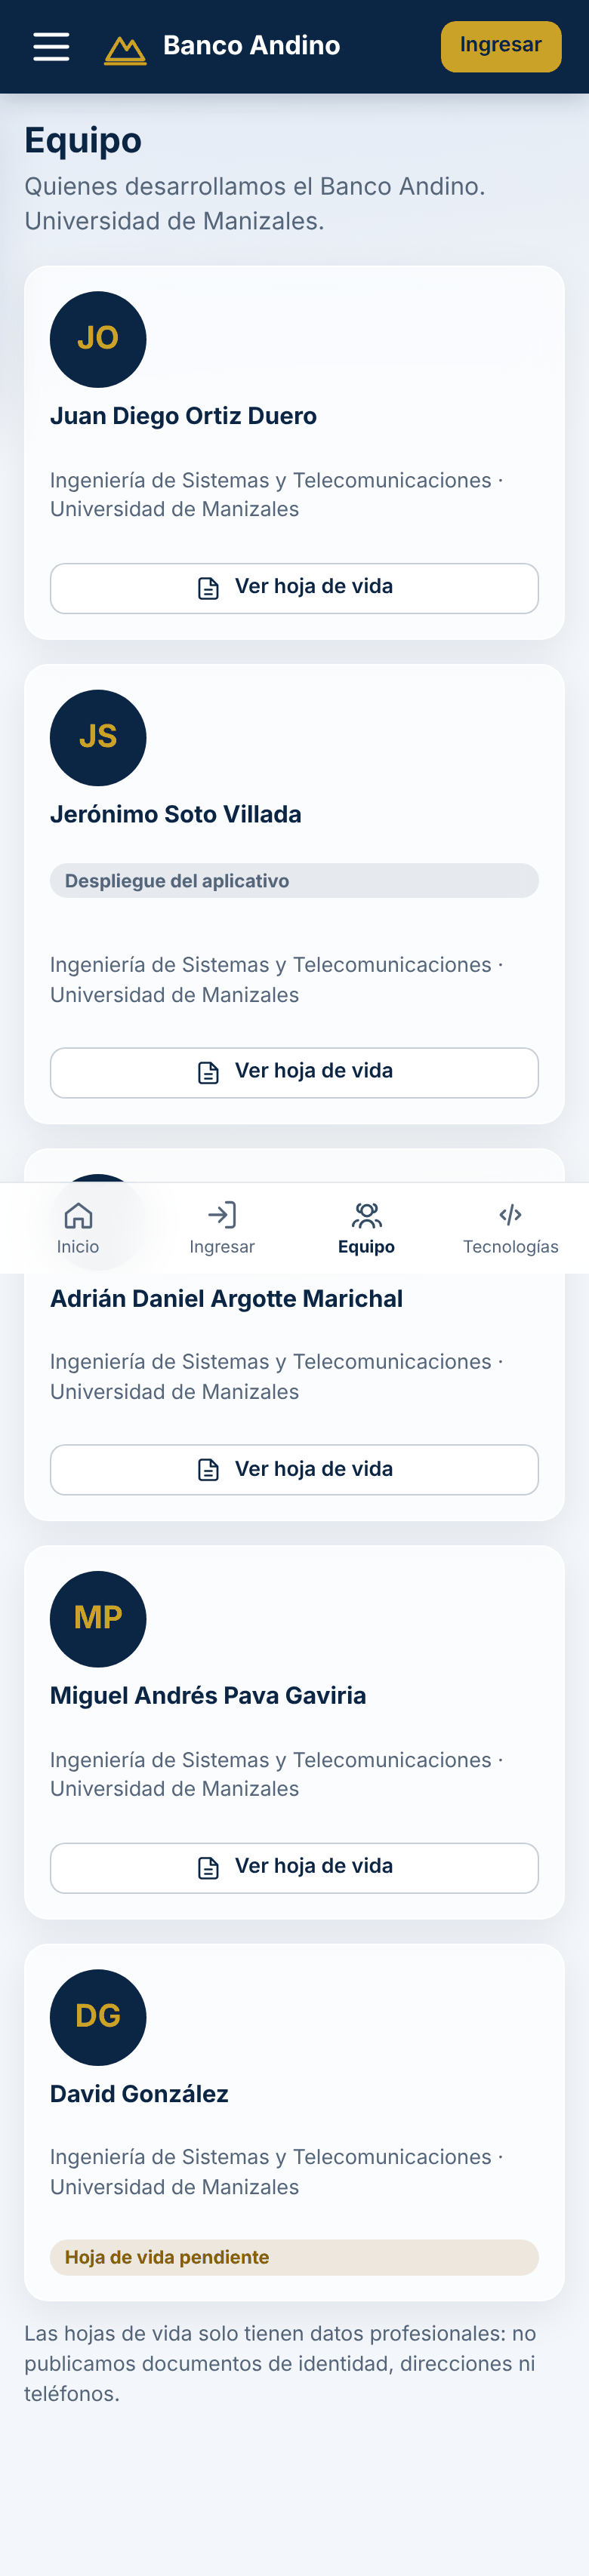 Banco Andino
Ingresar
Equipo
Quienes desarrollamos el Banco Andino.
Universidad de Manizales.
JO
Juan Diego Ortiz Duero
Ingeniería de Sistemas y Telecomunicaciones ·
Universidad de Manizales
Ver hoja de vida
JS
Jerónimo Soto Villada
Despliegue del aplicativo
Ingeniería de Sistemas y Telecomunicaciones ·
Universidad de Manizales
Ver hoja de vida
Inicio
Ingresar
Equipo
Tecnologías
Adrián Daniel Argotte Marichal
Ingeniería de Sistemas y Telecomunicaciones ·
Universidad de Manizales
Ver hoja de vida
MP
Miguel Andrés Pava Gaviria
Ingeniería de Sistemas y Telecomunicaciones ·
Universidad de Manizales
Ver hoja de vida
DG
David González
Ingeniería de Sistemas y Telecomunicaciones ·
Universidad de Manizales
Hoja de vida pendiente
Las hojas de vida solo tienen datos profesionales: no
publicamos documentos de identidad, direcciones ni
teléfonos.